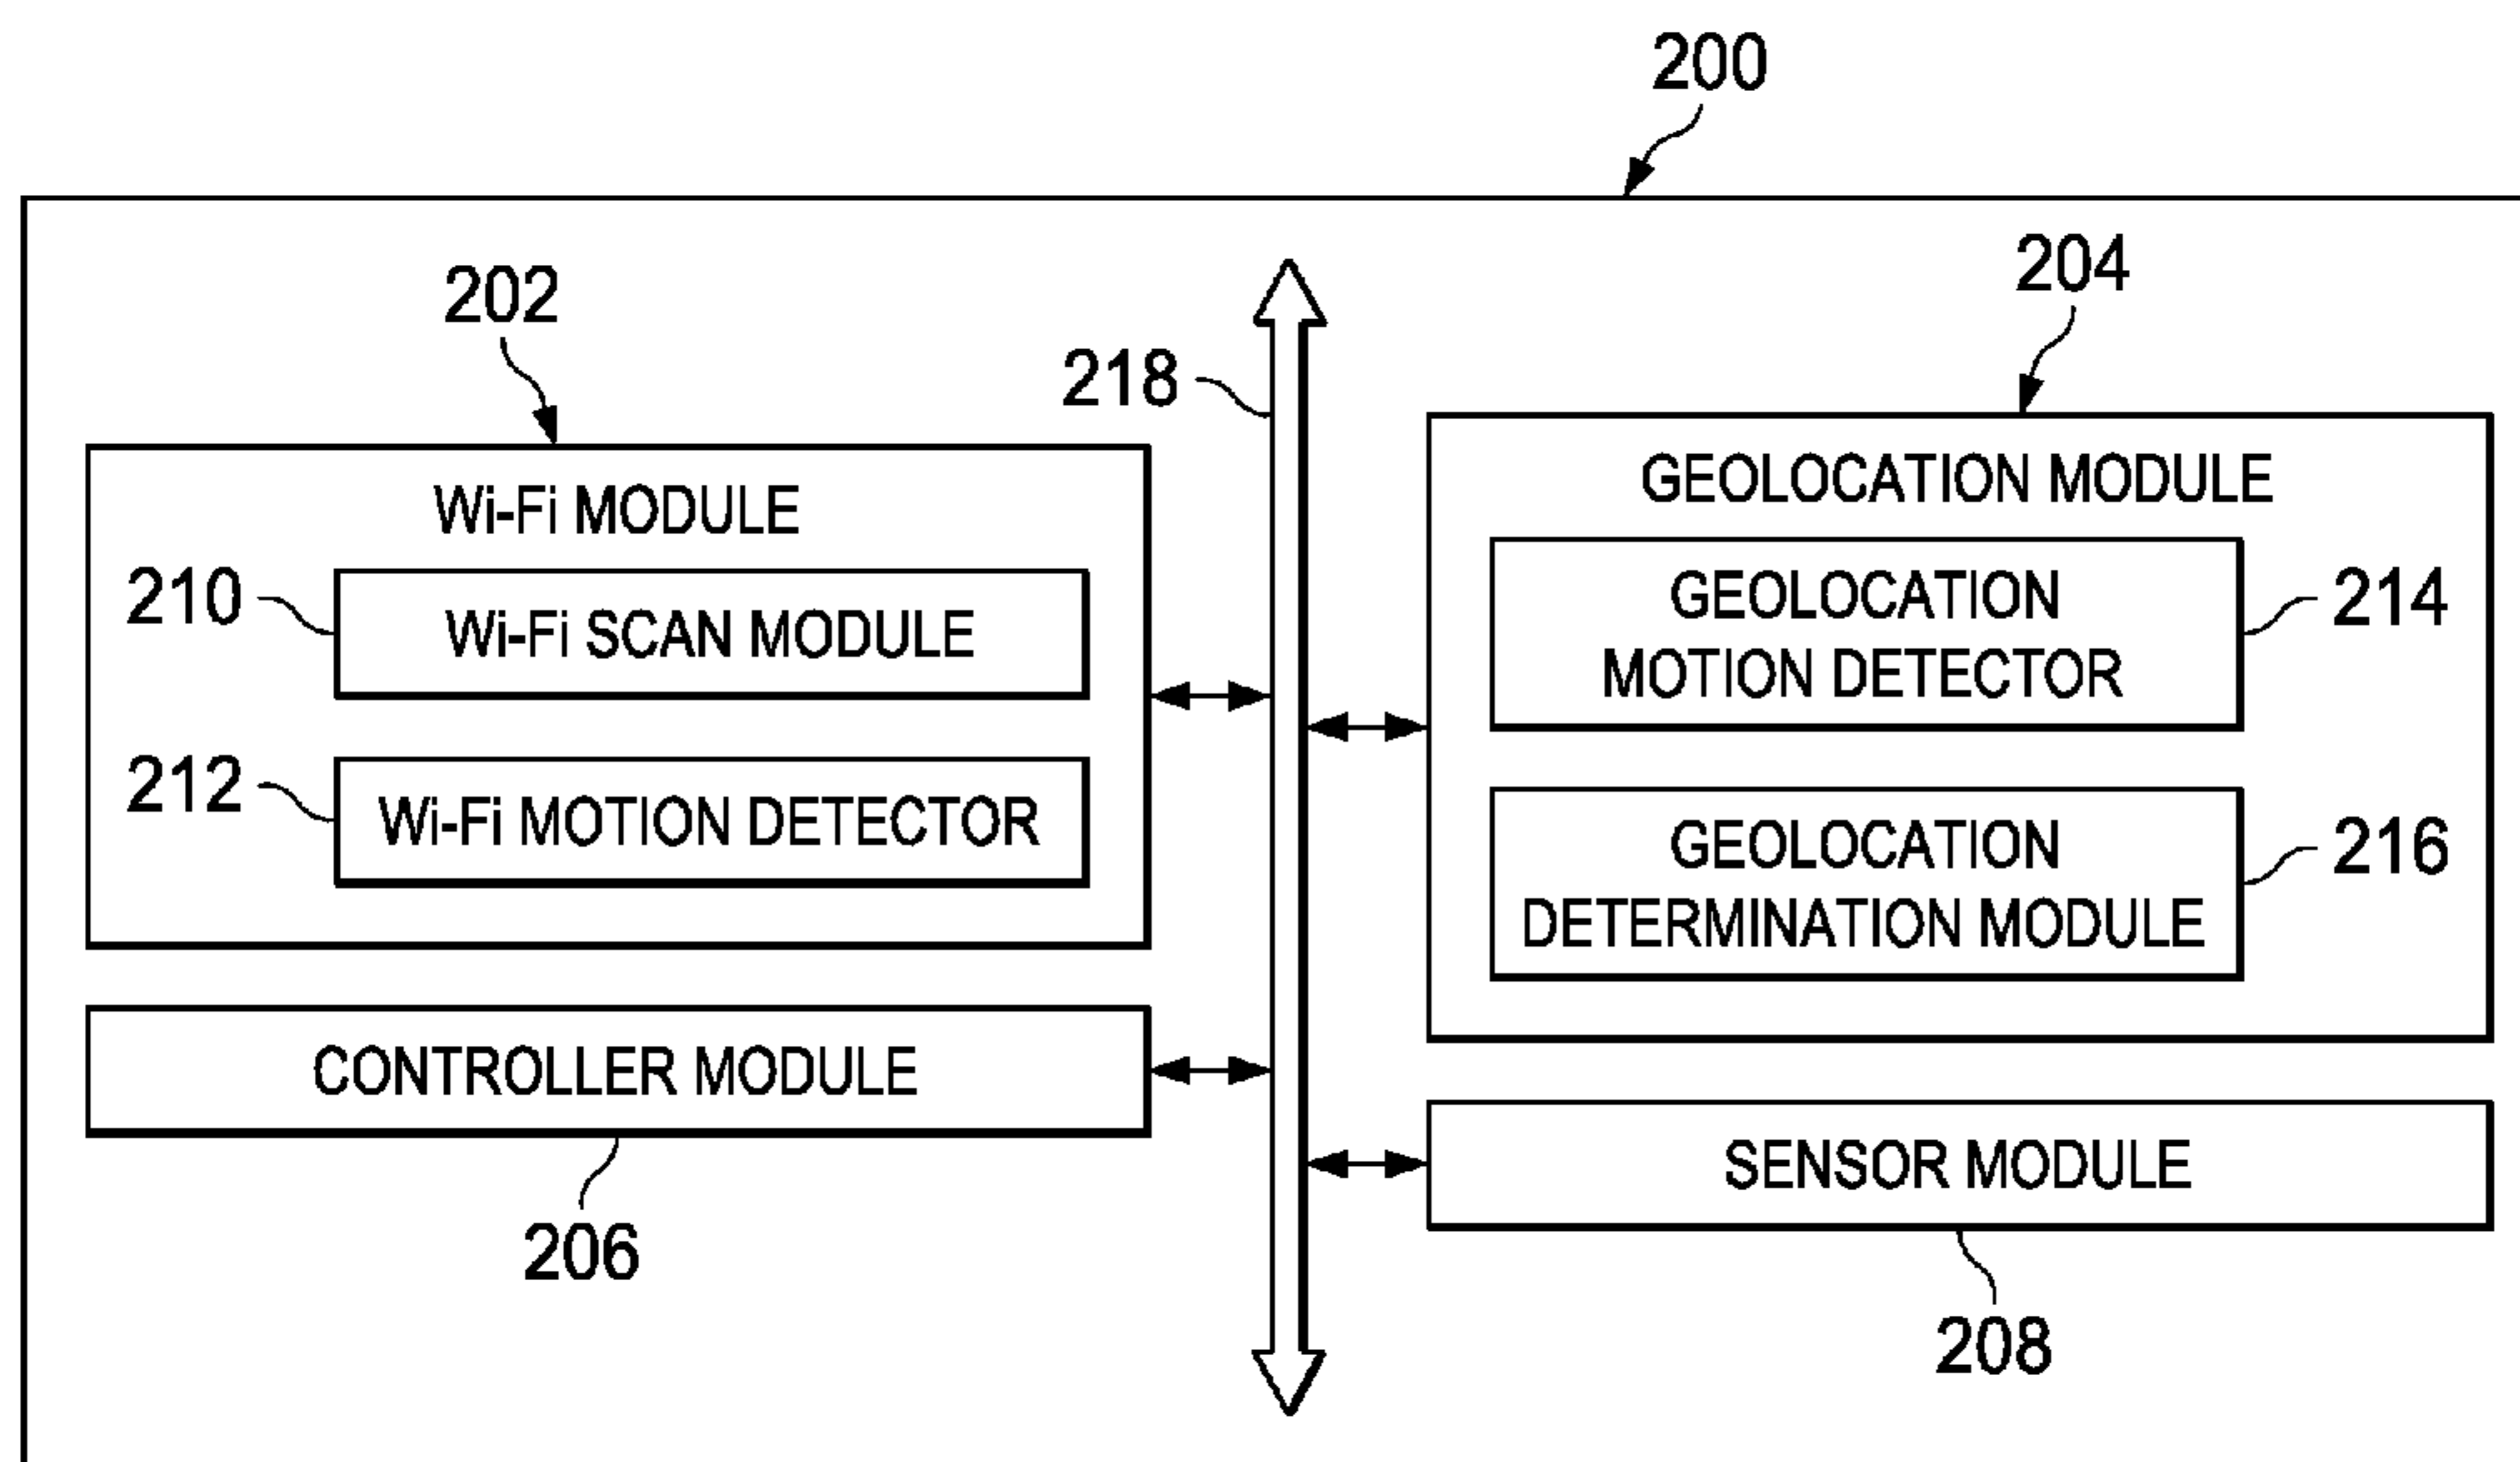 200
202
204
218
Wi-Fi MODULE
210
Wi-Fi SCAN MODULE
212
Wi-Fi MOTION DETECTOR
GEOLOCATION MODULE
GEOLOCATION
MOTION DETECTOR
214
GEOLOCATION
DETERMINATION MODULE
216
CONTROLLER MODULE
206
SENSOR MODULE
208